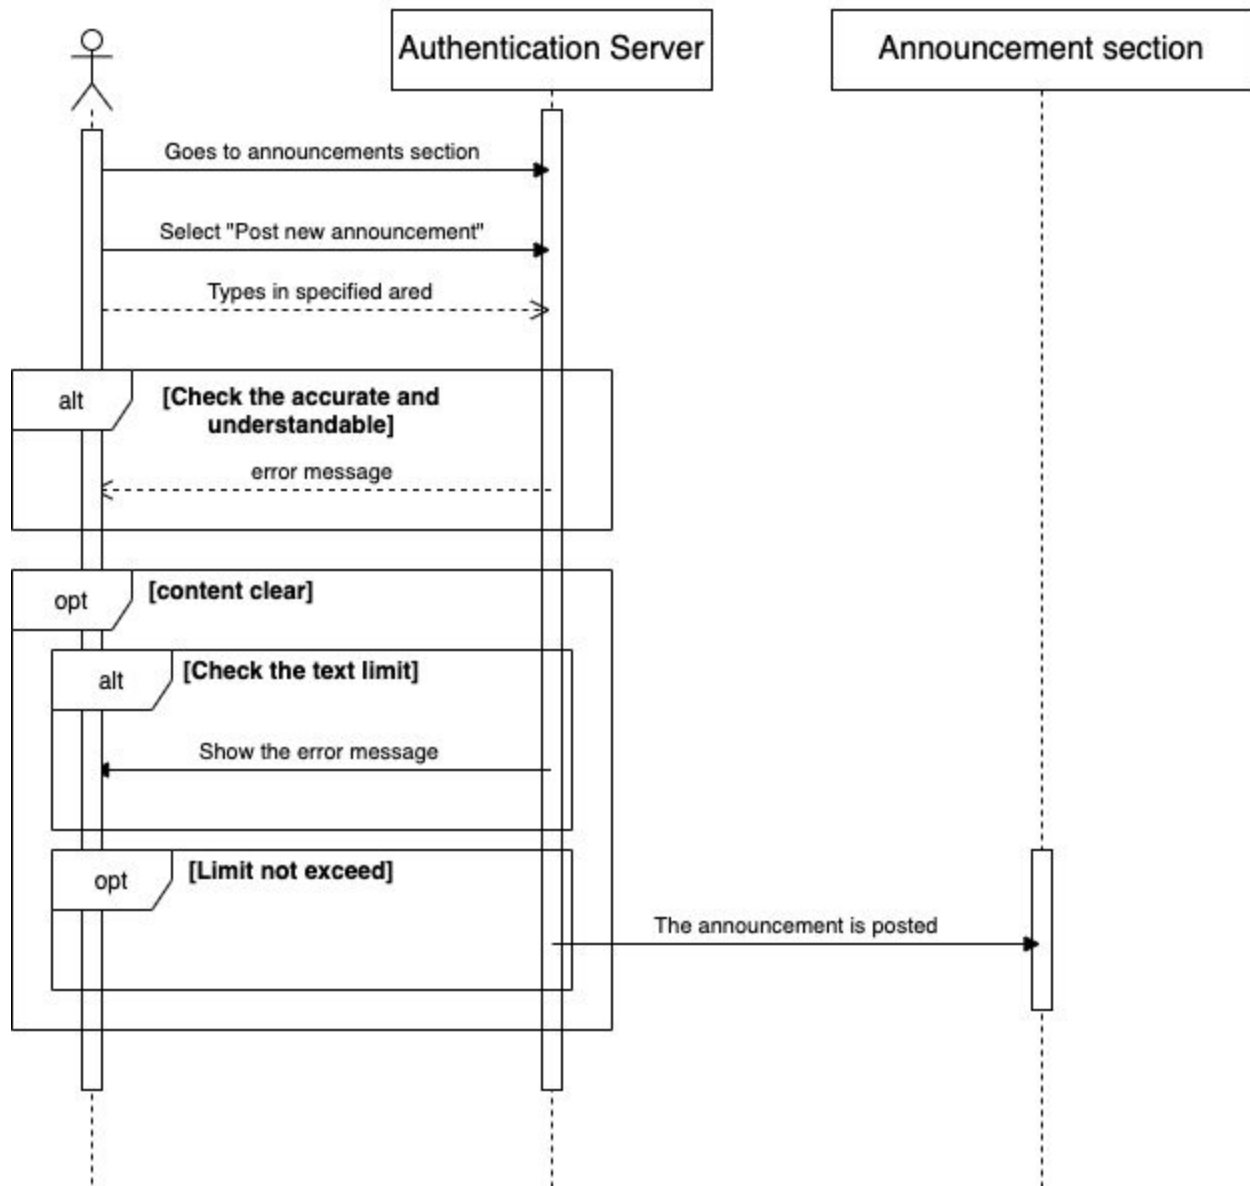 Authentication Server
Announcement section
Goes to announcements section
Select "Post new announcement"
Types in specified ared
alt
[Check the accurate and
understandable]
error message
opt
[content clear]
alt
[Check the text limit]
Show the error message
opt
[Limit not exceed]
The announcement is posted